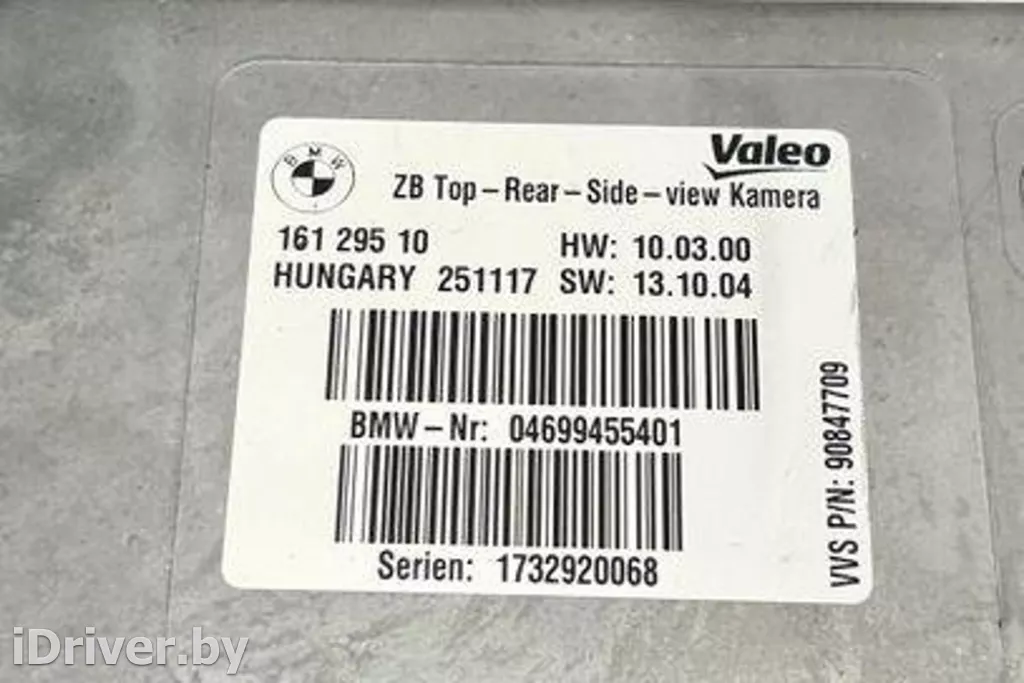 BMW
Valeo
ZB Top-Rear-Side-view Kamera
161 295 10 HW: 10.03.00
HUNGARY 251117 SW: 13.10.04
BMW-Nr: 04699455401
Serien: 1732920068
VVS P/N: 90847709
iDriver.by